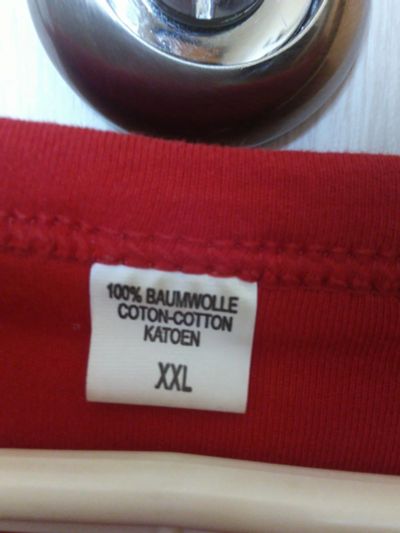 100% BAUMWOLLE
COTON-COTTON
KATOEN
XXL